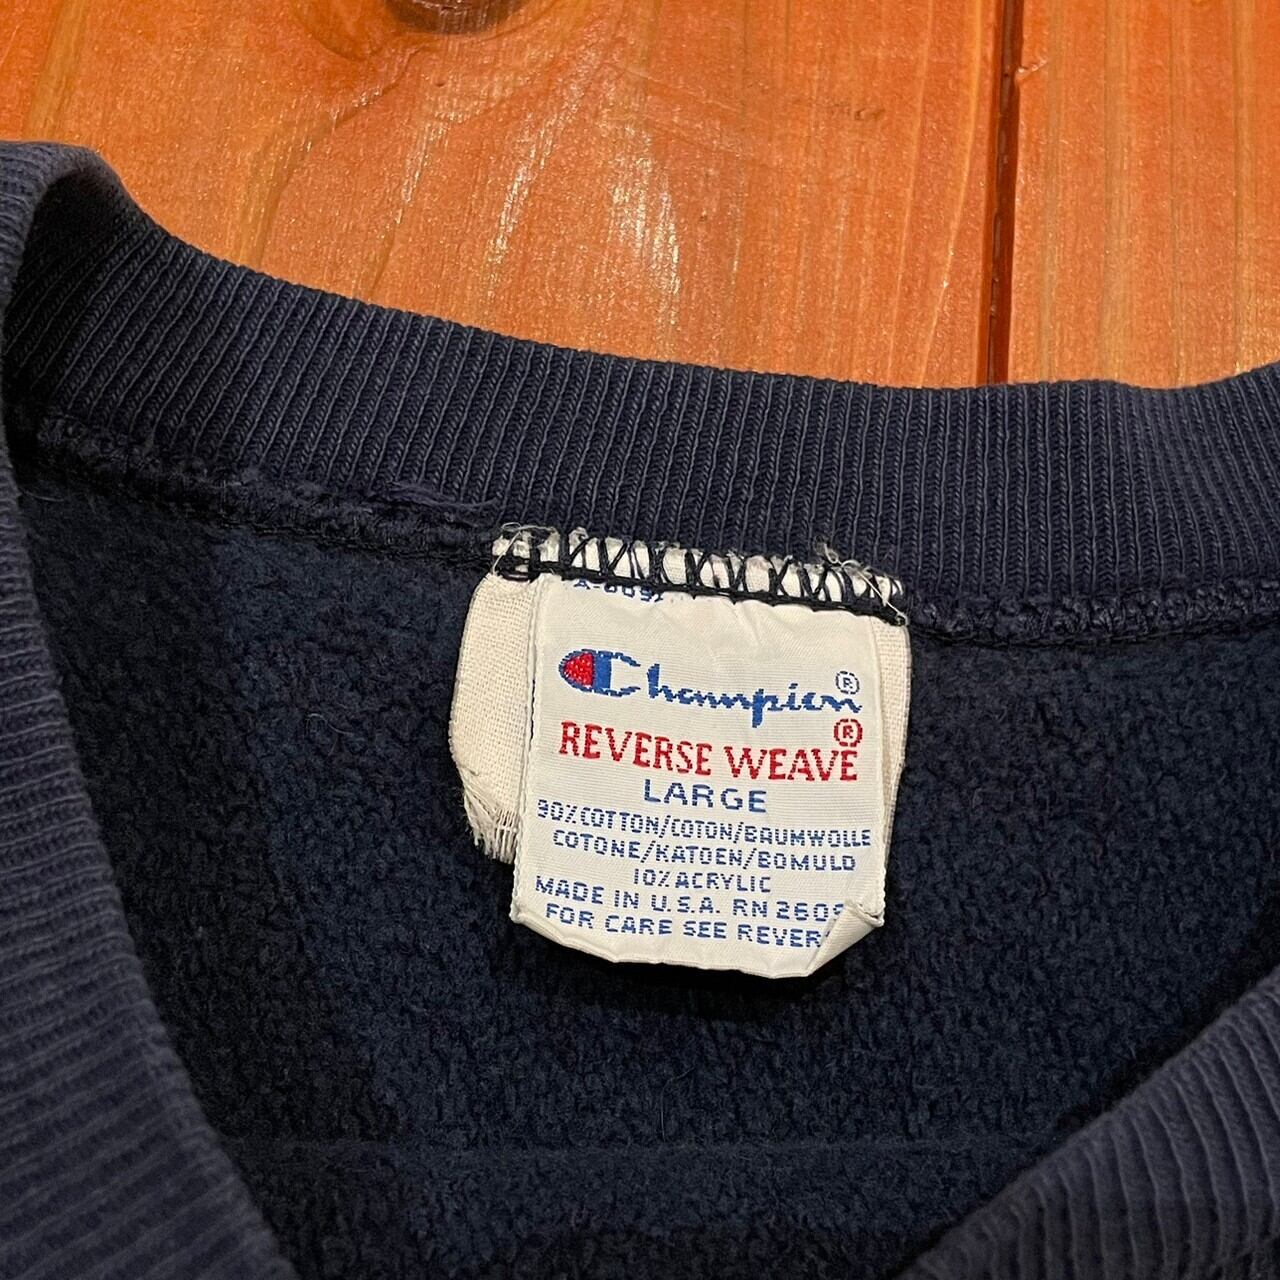 Champion®
REVERSE WEAVE®
LARGE
90% COTTON/COTON/BAUMWOLLE
COTONE/KATOEN/BOMULD
10% ACRYLIC
MADE IN U.S.A. RN 2609
FOR CARE SEE REVER